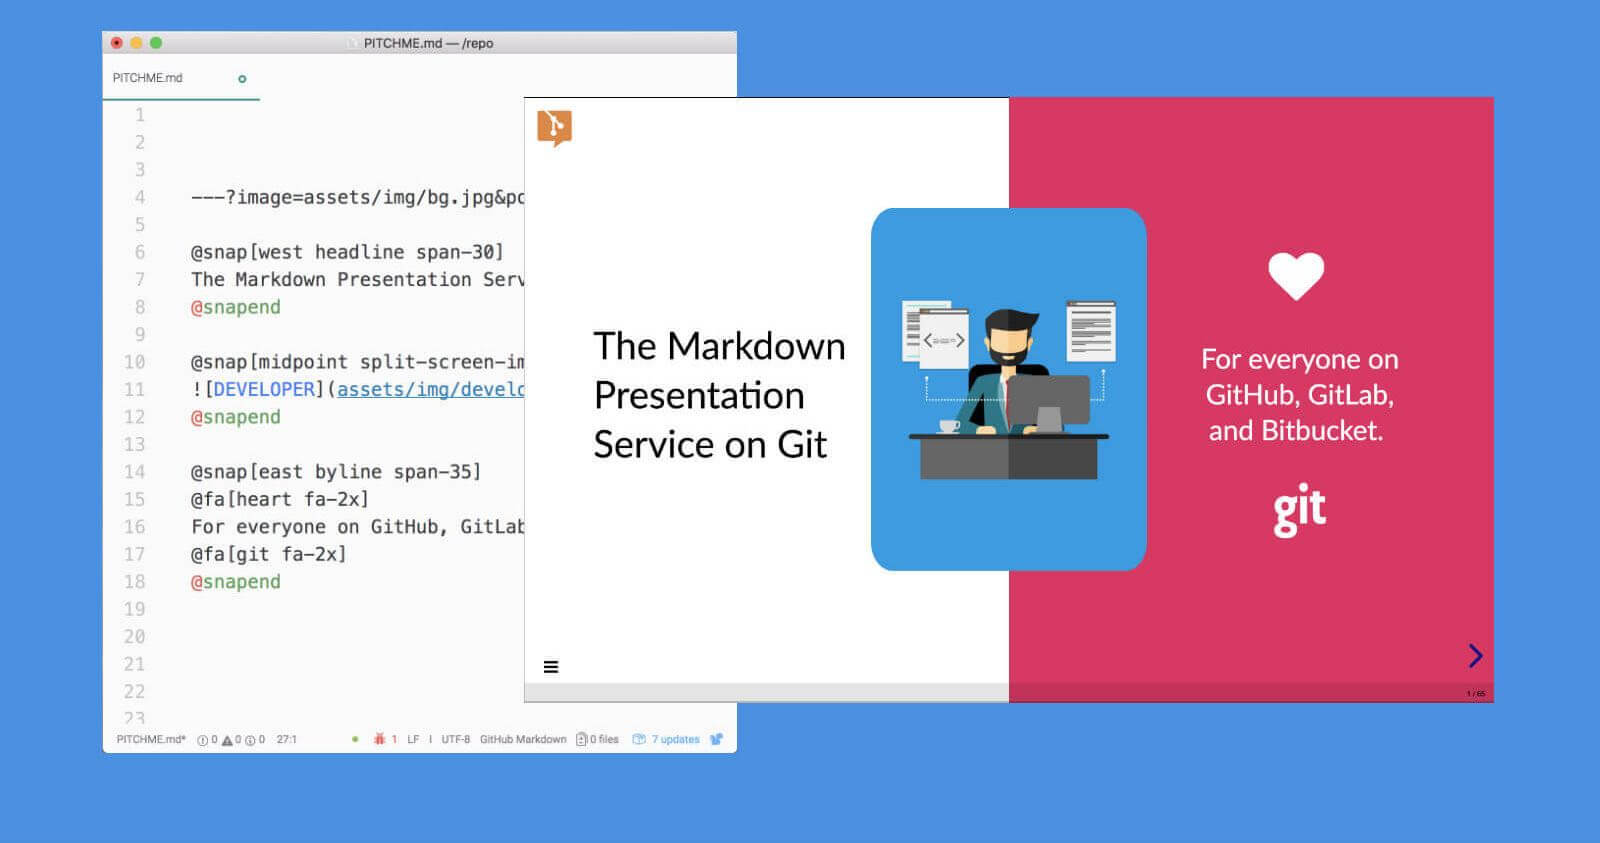 PITCHME.md — /repo
PITCHME.md
1
2
3
4 ---?image=assets/img/bg.jpg&po
5
6 @snap[west headline span-30]
7 The Markdown Presentation Serv
8 @snapend
9
10 @snap[midpoint split-screen-im
11 ![DEVELOPER](assets/img/develo
12 @snapend
13
14 @snap[east byline span-35]
15 @fa[heart fa-2x]
16 For everyone on GitHub, GitLab
17 @fa[git fa-2x]
18 @snapend
19
20
21
22
23
PITCHME.md* 0 0 0 27:1 1 LF | UTF-8 GitHub Markdown 0 files 7 updates
The Markdown
Presentation
Service on Git
For everyone on
GitHub, GitLab,
and Bitbucket.
git
1 / 65